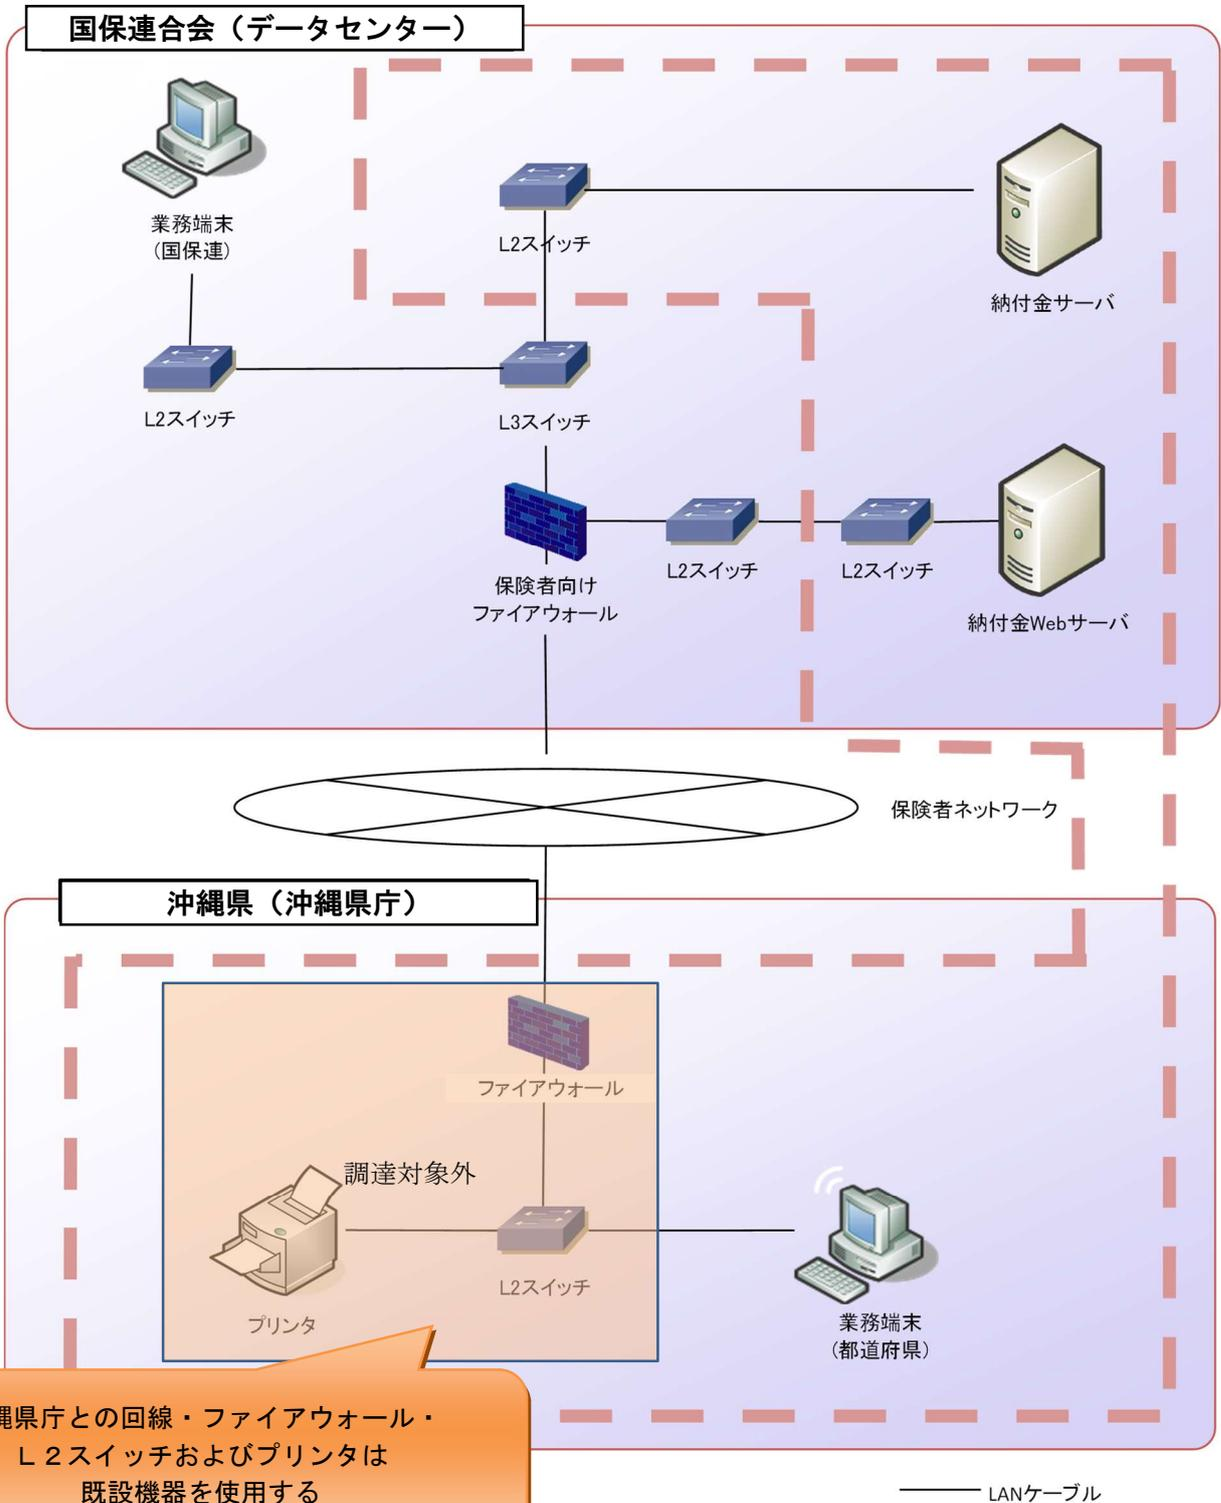 国保連合会（データセンター）
業務端末
(国保連)
L2スイッチ
納付金サーバ
L2スイッチ
L3スイッチ
保険者向け
ファイアウォール
L2スイッチ
L2スイッチ
納付金Webサーバ
保険者ネットワーク
沖縄県（沖縄県庁）
ファイアウォール
調達対象外
L2スイッチ
プリンタ
業務端末
(都道府県)
縄県庁との回線・ファイアウォール・
Ｌ２スイッチおよびプリンタは
既設機器を使用する
LANケーブル